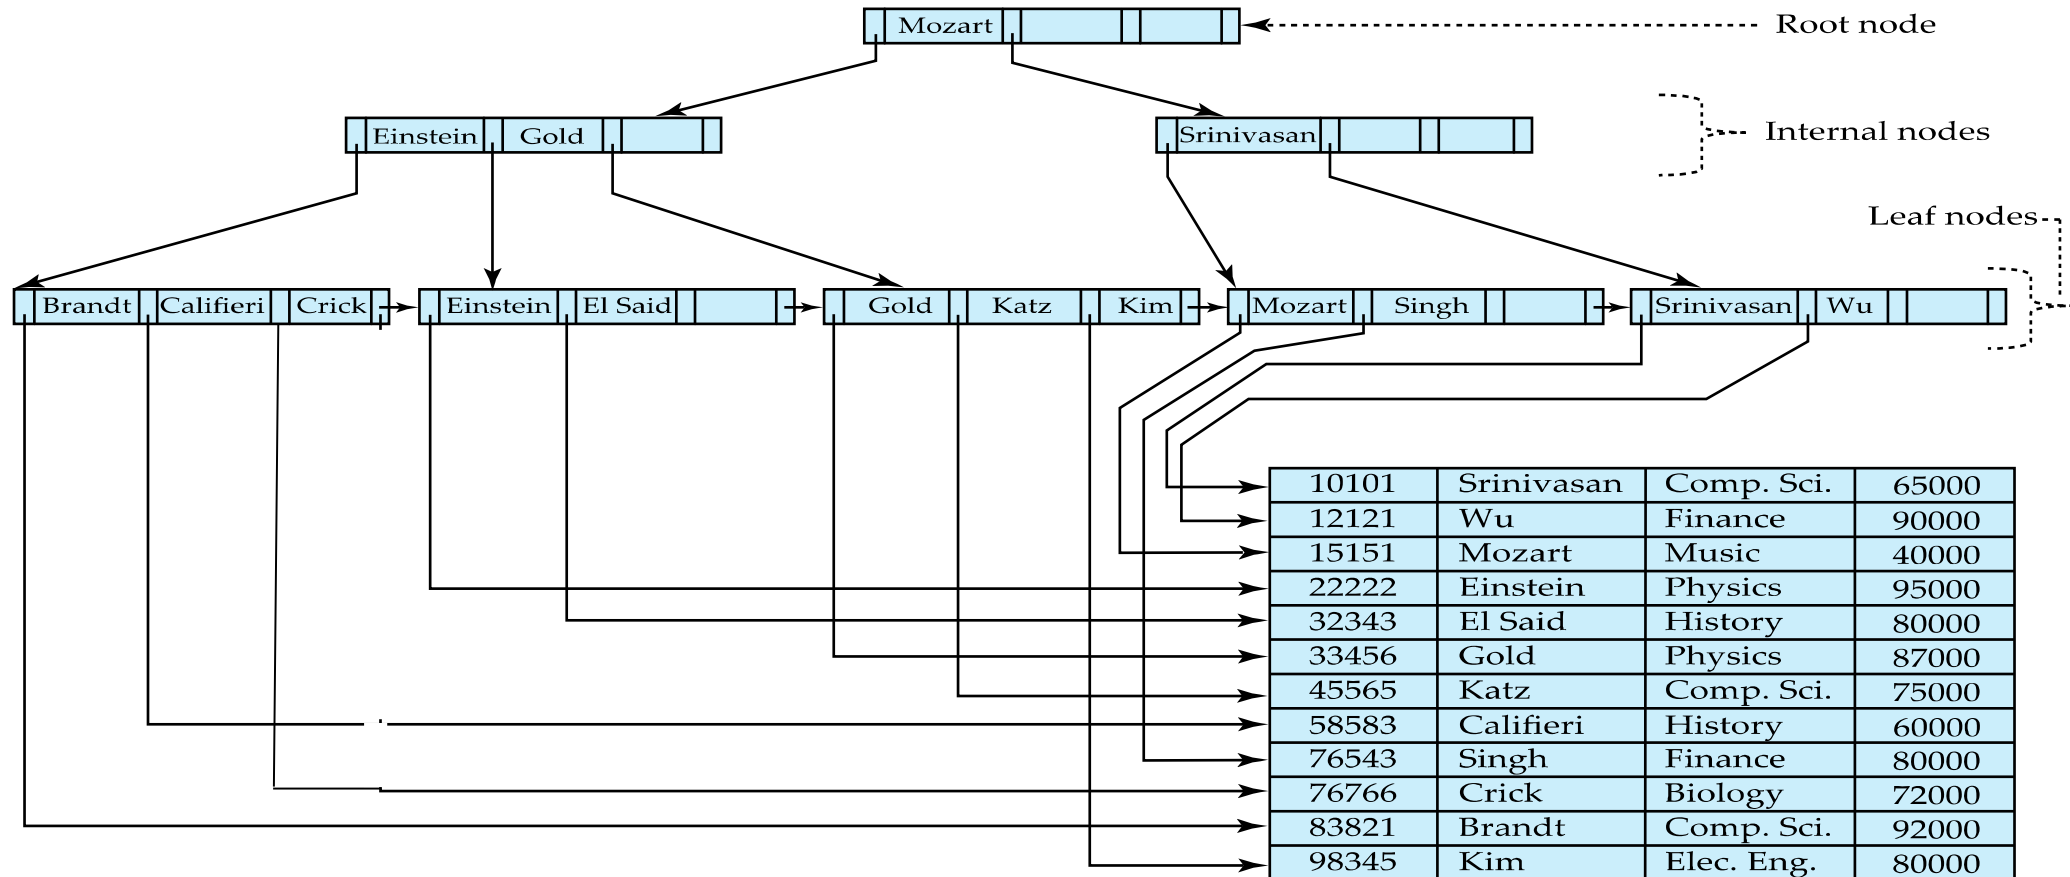 Mozart
Root node
Einstein Gold
Srinivasan
Internal nodes
Leaf nodes
Brandt Califieri Crick
Einstein El Said
Gold Katz Kim
Mozart Singh
Srinivasan Wu
10101 Srinivasan Comp. Sci. 65000
12121 Wu Finance 90000
15151 Mozart Music 40000
22222 Einstein Physics 95000
32343 El Said History 80000
33456 Gold Physics 87000
45565 Katz Comp. Sci. 75000
58583 Califieri History 60000
76543 Singh Finance 80000
76766 Crick Biology 72000
83821 Brandt Comp. Sci. 92000
98345 Kim Elec. Eng. 80000